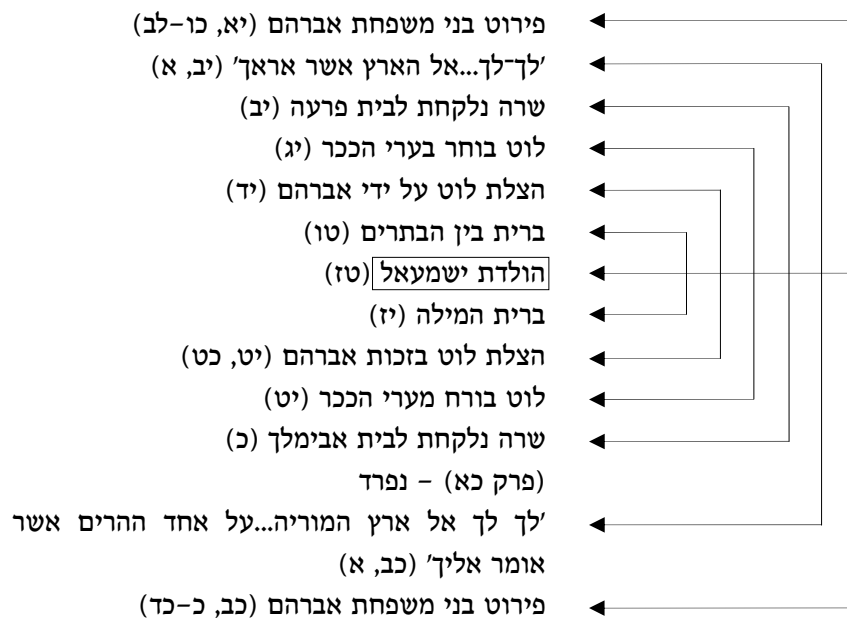 פירוט בני משפחת אברהם (יא, כו–לב)
'לך־לך...אל הארץ אשר אראך' (יב, א)
שרה נלקחת לבית פרעה (יב)
לוט בוחר בערי הככר (יג)
הצלת לוט על ידי אברהם (יד)
ברית בין הבתרים (טו)
הולדת ישמעאל (טז)
ברית המילה (יז)
הצלת לוט בזכות אברהם (יט, כט)
לוט בורח מערי הככר (יט)
שרה נלקחת לבית אבימלך (כ)
(פרק כא) – נפרד
'לך לך אל ארץ המוריה...על אחד ההרים אשר
אומר אליך' (כב, א)
פירוט בני משפחת אברהם (כב, כ–כד)